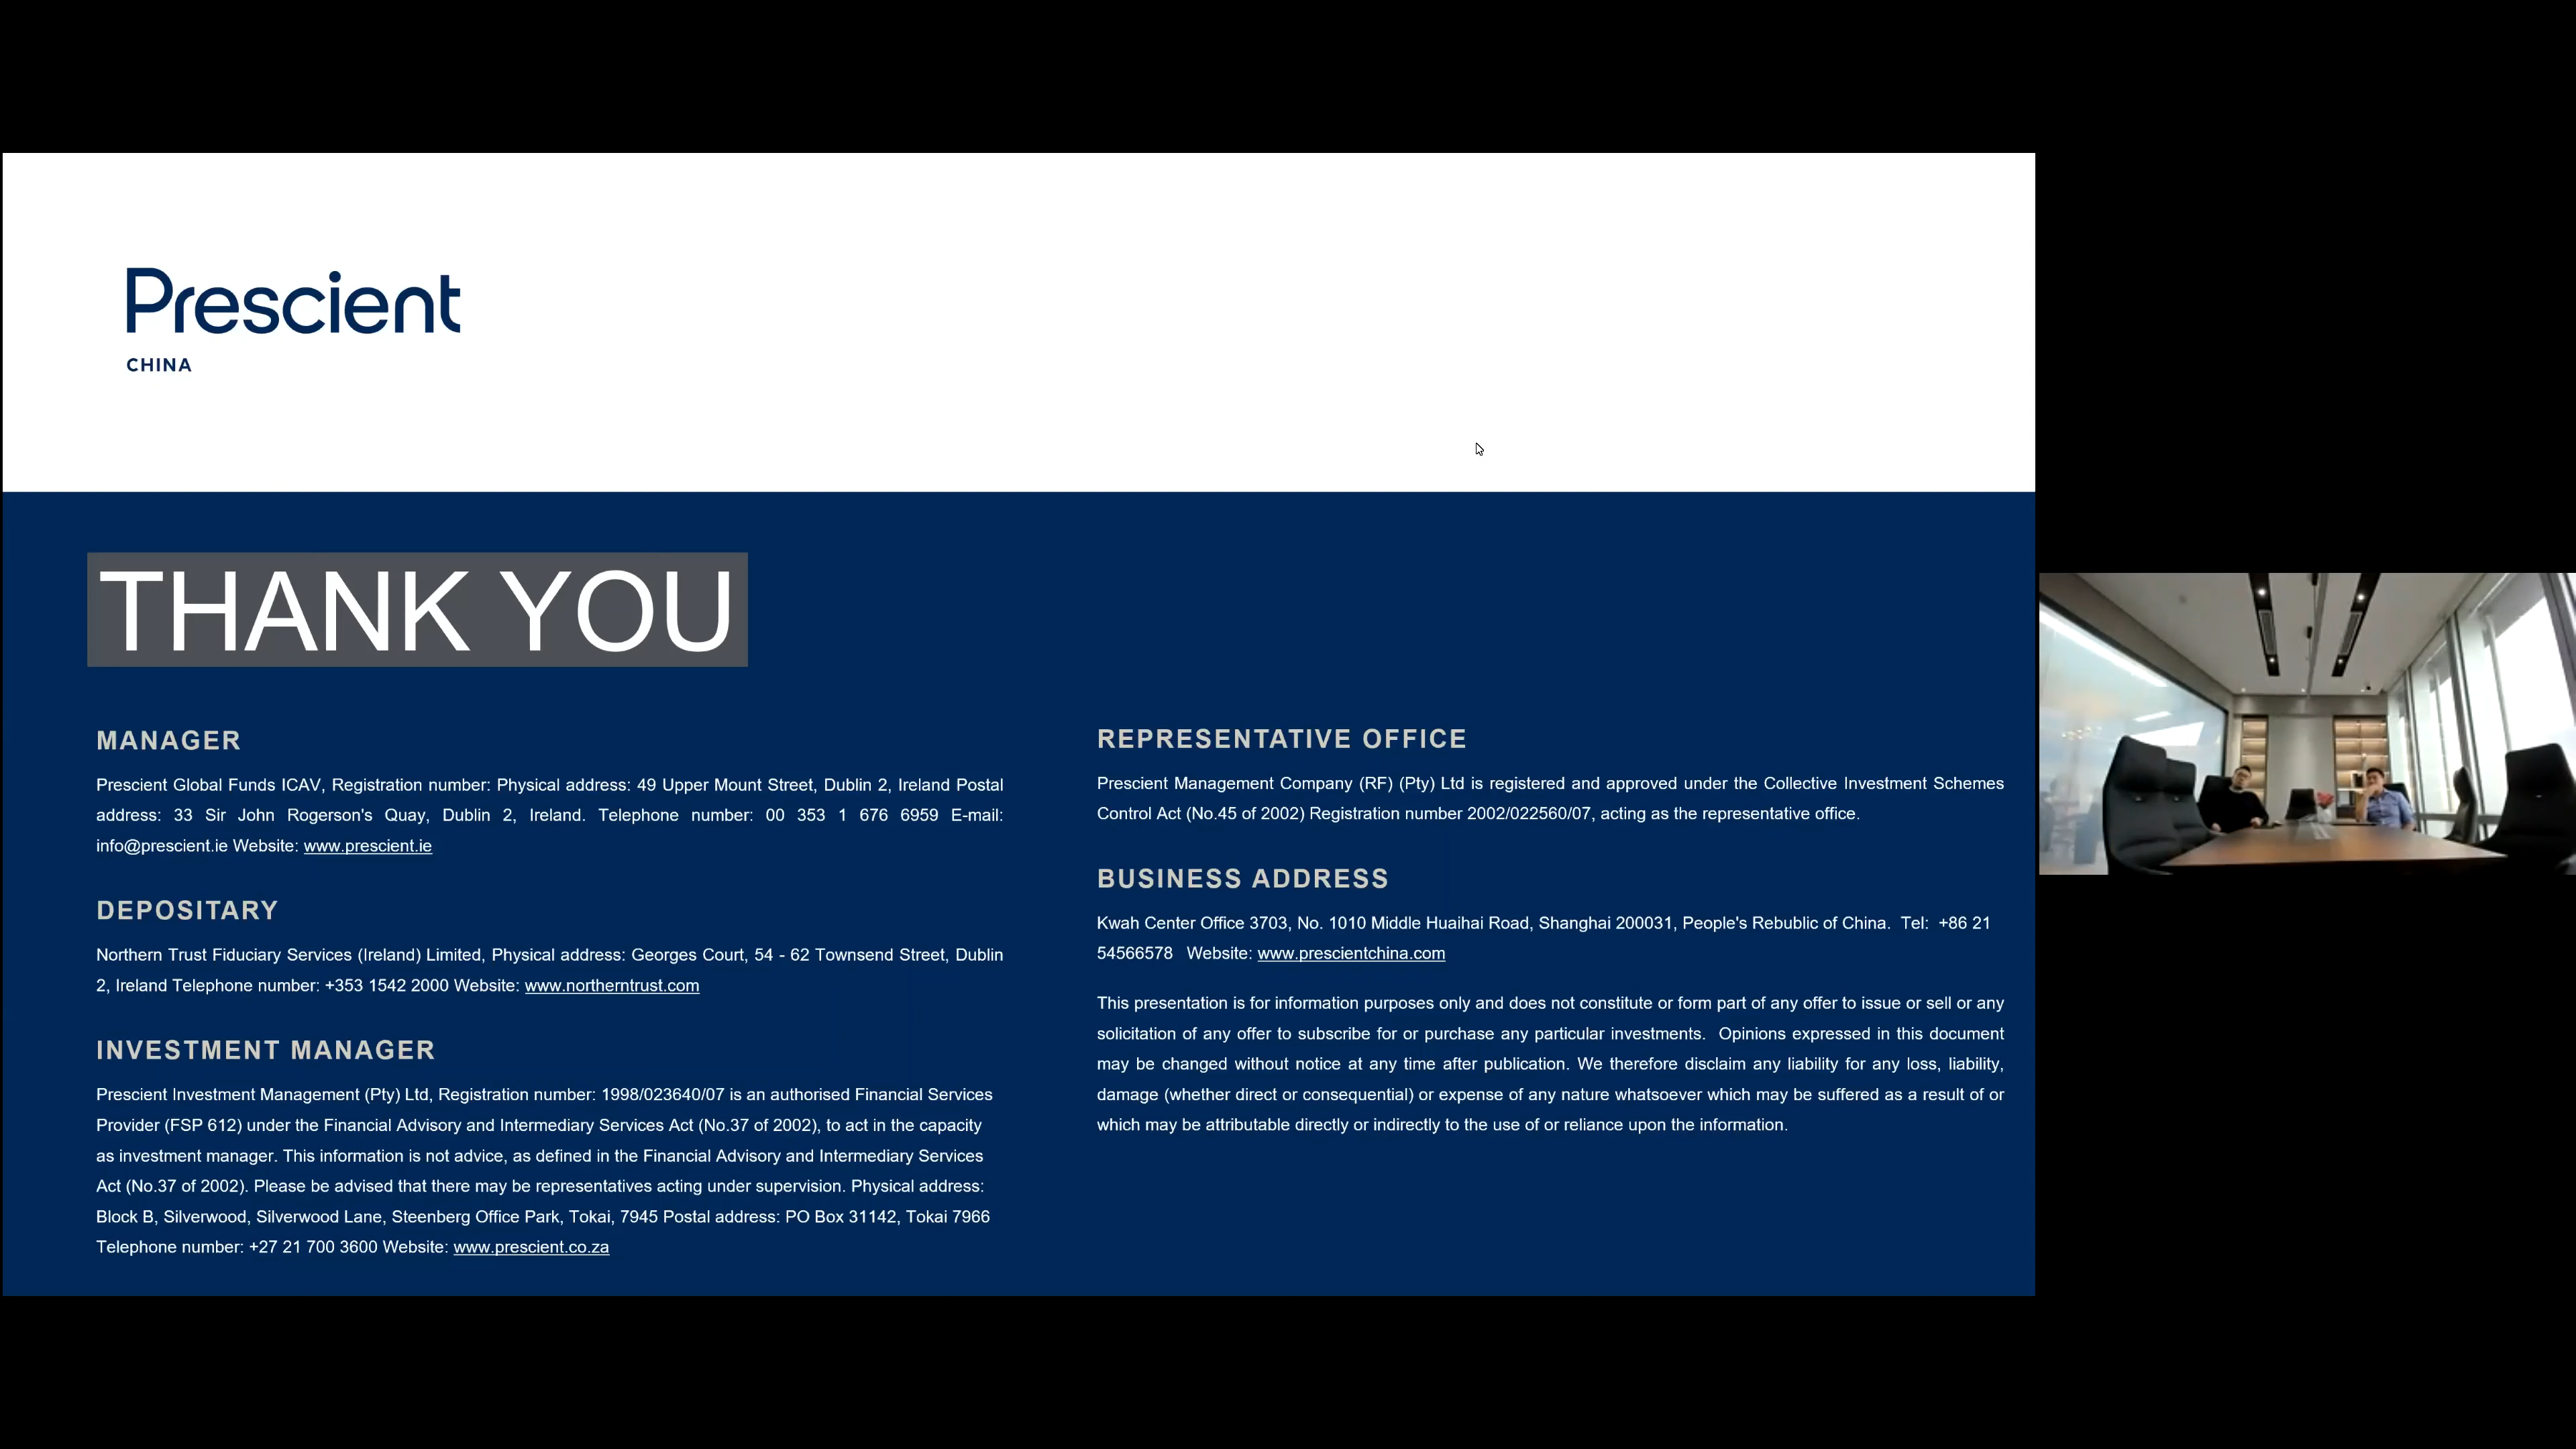 Prescient
CHINA
THANK YOU
MANAGER
Prescient Global Funds ICAV, Registration number: Physical address: 49 Upper Mount Street, Dublin 2, Ireland Postal
address: 33 Sir John Rogerson's Quay, Dublin 2, Ireland. Telephone number: 00 353 1 676 6959 E-mail:
info@prescient.ie Website: www.prescient.ie
DEPOSITARY
Northern Trust Fiduciary Services (Ireland) Limited, Physical address: Georges Court, 54 - 62 Townsend Street, Dublin
2, Ireland Telephone number: +353 1542 2000 Website: www.northerntrust.com
INVESTMENT MANAGER
Prescient Investment Management (Pty) Ltd, Registration number: 1998/023640/07 is an authorised Financial Services
Provider (FSP 612) under the Financial Advisory and Intermediary Services Act (No.37 of 2002), to act in the capacity
as investment manager. This information is not advice, as defined in the Financial Advisory and Intermediary Services
Act (No.37 of 2002). Please be advised that there may be representatives acting under supervision. Physical address:
Block B, Silverwood, Silverwood Lane, Steenberg Office Park, Tokai, 7945 Postal address: PO Box 31142, Tokai 7966
Telephone number: +27 21 700 3600 Website: www.prescient.co.za
REPRESENTATIVE OFFICE
Prescient Management Company (RF) (Pty) Ltd is registered and approved under the Collective Investment Schemes
Control Act (No.45 of 2002) Registration number 2002/022560/07, acting as the representative office.
BUSINESS ADDRESS
Kwah Center Office 3703, No. 1010 Middle Huaihai Road, Shanghai 200031, People's Rebublic of China. Tel: +86 21
54566578 Website: www.prescientchina.com
This presentation is for information purposes only and does not constitute or form part of any offer to issue or sell or any
solicitation of any offer to subscribe for or purchase any particular investments. Opinions expressed in this document
may be changed without notice at any time after publication. We therefore disclaim any liability for any loss, liability,
damage (whether direct or consequential) or expense of any nature whatsoever which may be suffered as a result of or
which may be attributable directly or indirectly to the use of or reliance upon the information.